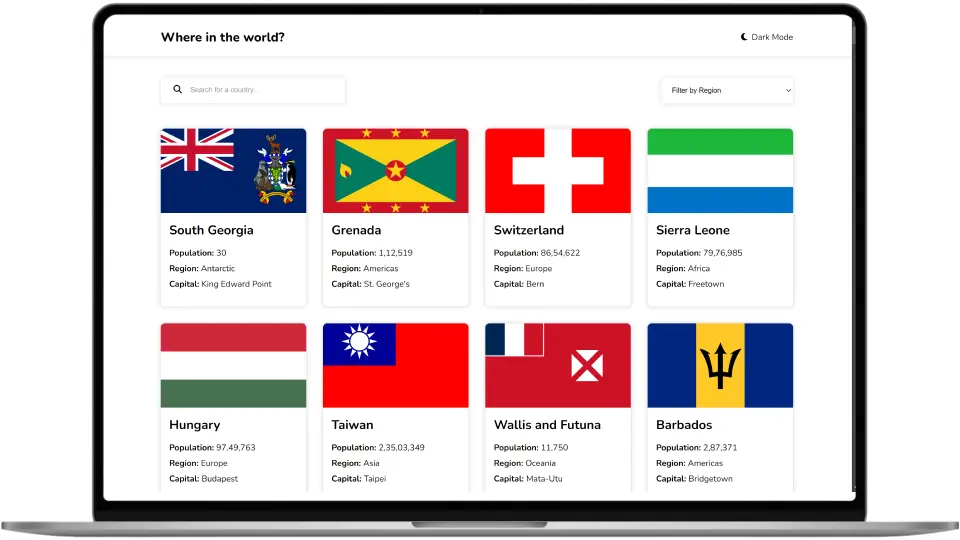 Where in the world?
Dark Mode
Search for a country...
Filter by Region
South Georgia
Population: 30
Region: Antarctic
Capital: King Edward Point
Grenada
Population: 1,12,519
Region: Americas
Capital: St. George's
Switzerland
Population: 86,54,622
Region: Europe
Capital: Bern
Sierra Leone
Population: 79,76,985
Region: Africa
Capital: Freetown
Hungary
Population: 97,49,763
Region: Europe
Capital: Budapest
Taiwan
Population: 2,35,03,349
Region: Asia
Capital: Taipei
Wallis and Futuna
Population: 11,750
Region: Oceania
Capital: Mata-Utu
Barbados
Population: 2,87,371
Region: Americas
Capital: Bridgetown